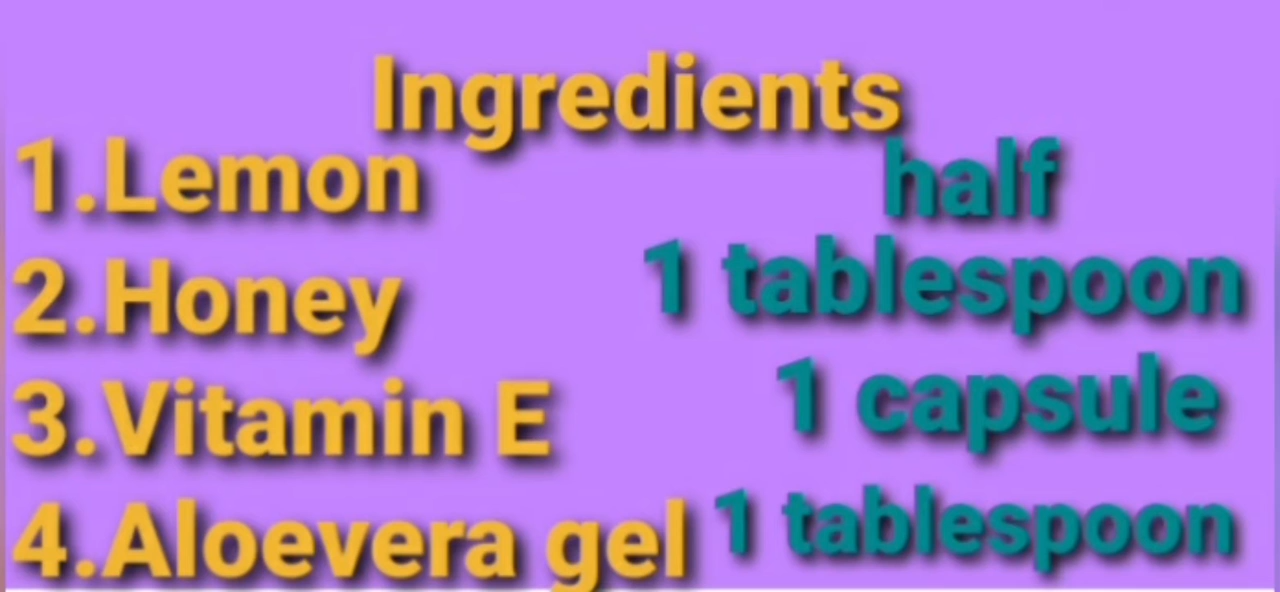 Ingredients
1.Lemon half
2.Honey 1 tablespoon
3.Vitamin E 1 capsule
4.Aloevera gel 1 tablespoon